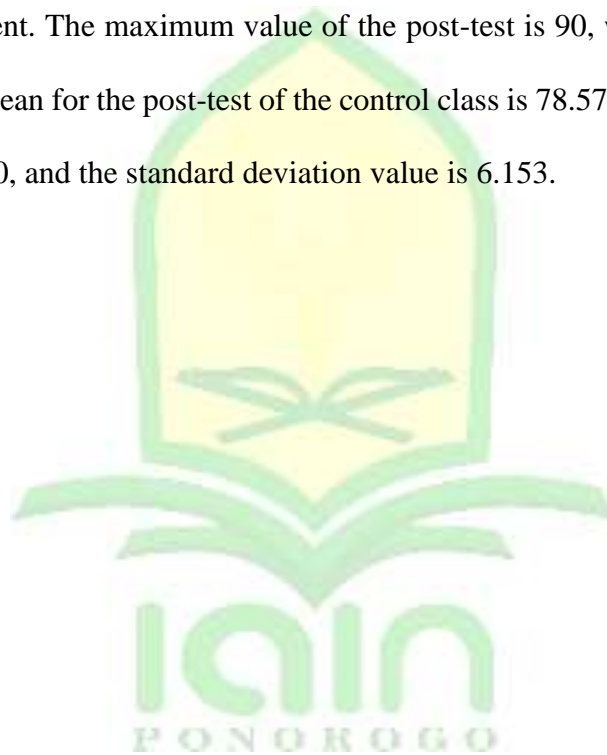 ent. The maximum value of the post-test is 90,
ean for the post-test of the control class is 78.57
0, and the standard deviation value is 6.153.
iain
PONOROGO